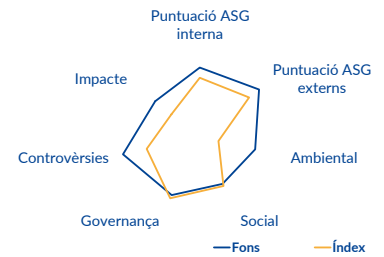 Puntuació ASG
interna
Puntuació ASG
externs
Impacte
Controvèrsies
Ambiental
Governança
Social
Fons
Índex